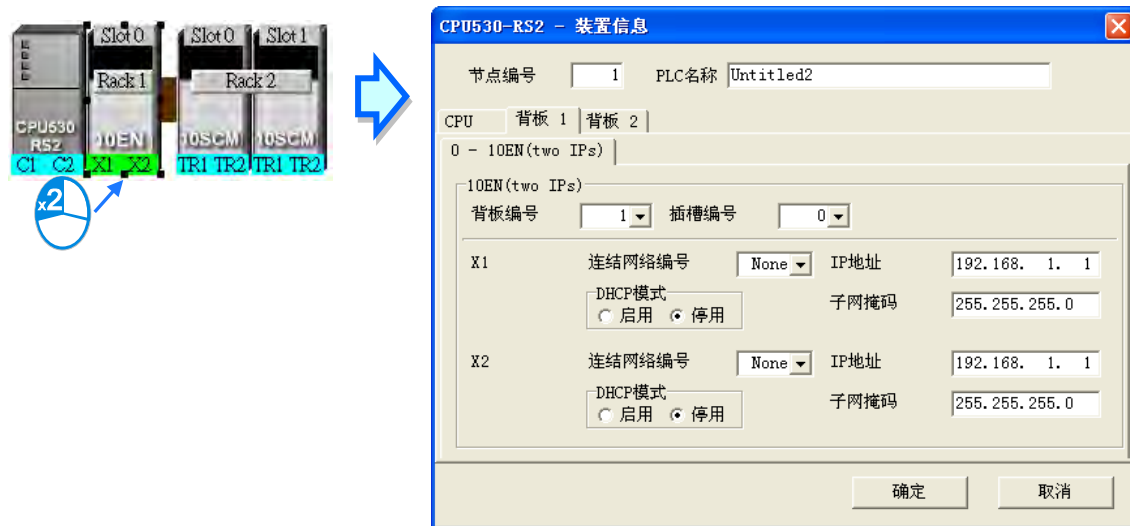 Slot 0 Slot 0 Slot 1
Rack 1 Rack 2
CPU530 RS2 10EN 10SCM 10SCM
C1 C2 X1 X2 TR1 TR2 TR1 TR2
x2
CPU530-RS2 - 装置信息
节点编号 1 PLC名称 Untitled2
CPU 背板 1 背板 2
0 - 10EN(two IPs)
10EN(two IPs)
背板编号 1 插槽编号 0
X1 连结网络编号 None IP地址 192.168. 1. 1
DHCP模式
启用 停用 子网掩码 255.255.255.0
X2 连结网络编号 None IP地址 192.168. 1. 1
DHCP模式
启用 停用 子网掩码 255.255.255.0
确定 取消